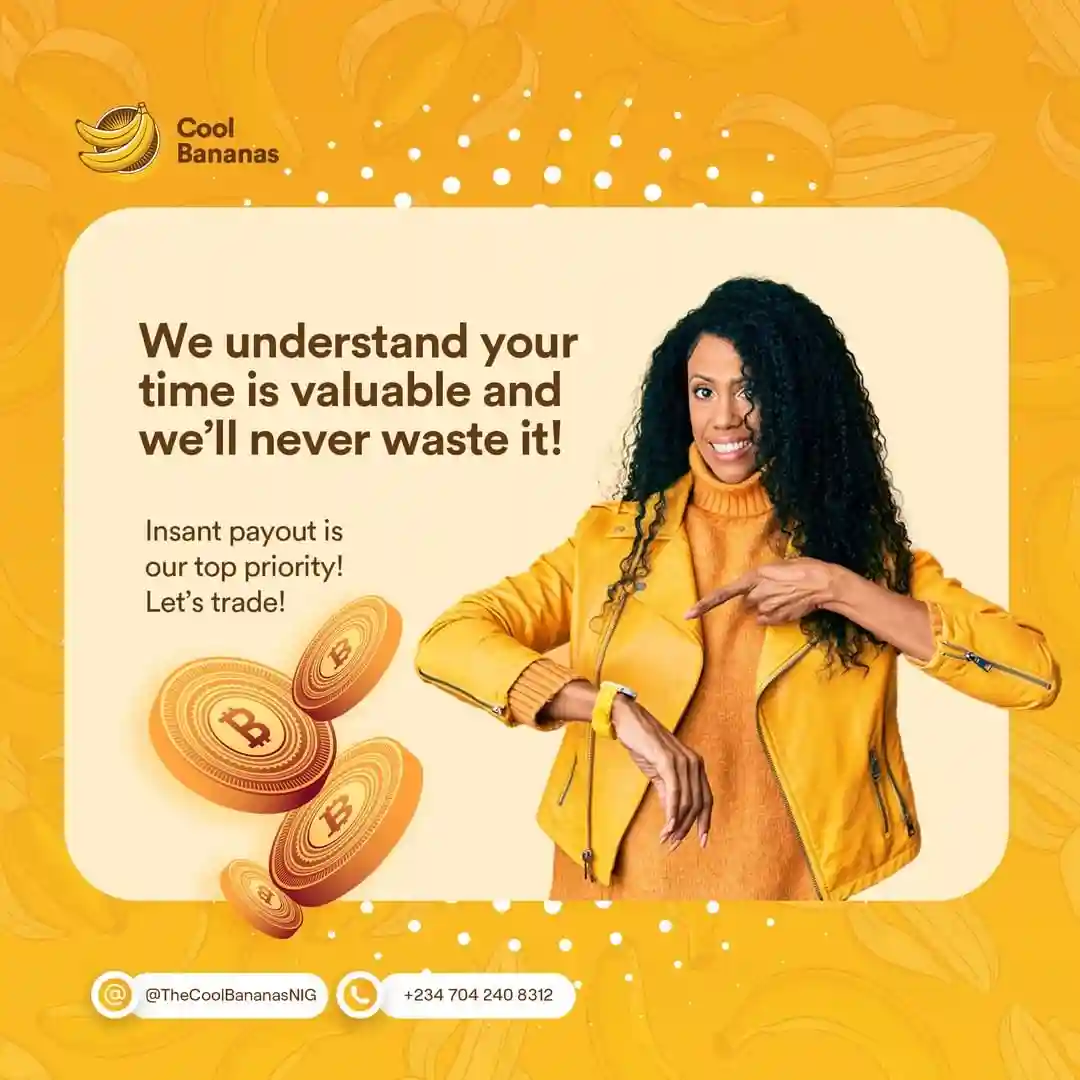 Cool
Bananas
We understand your
time is valuable and
we'll never waste it!
Insant payout is
our top priority!
Let's trade!
@TheCoolBananasNIG
+234 704 240 8312